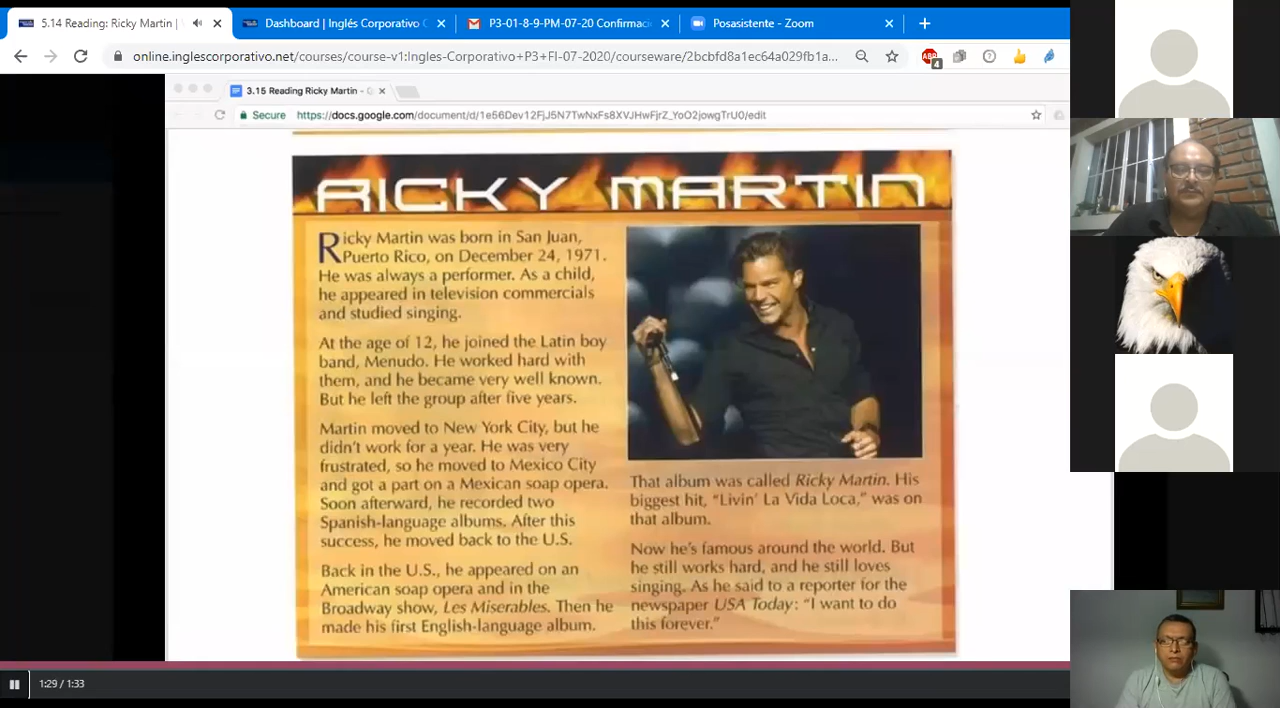 5.14 Reading: Ricky Martin |
Dashboard | Inglés Corporativo
P3-01-8-9-PM-07-20 Confirmaci
Posasistente - Zoom
online.inglescorporativo.net/courses/course-v1:Ingles-Corporativo+P3+FI-07-2020/courseware/2bcbfd8a1ec64a029fb1a...
ABP
4
3.15 Reading Ricky Martin -
Secure
https://docs.google.com/document/d/1e56Dev12FjJ5N7TwNxFs8XVJHwFjrZ_YoO2jowgTrU0/edit
RICKY MARTIN
Ricky Martin was born in San Juan,
Puerto Rico, on December 24, 1971.
He was always a performer. As a child,
he appeared in television commercials
and studied singing.
At the age of 12, he joined the Latin boy
band, Menudo. He worked hard with
them, and he became very well known.
But he left the group after five years.
Martin moved to New York City, but he
didn't work for a year. He was very
frustrated, so he moved to Mexico City
and got a part on a Mexican soap opera.
Soon afterward, he recorded two
Spanish-language albums. After this
success, he moved back to the U.S.
Back in the U.S., he appeared on an
American soap opera and in the
Broadway show, Les Miserables. Then he
made his first English-language album.
That album was called Ricky Martin. His
biggest hit, "Livin' La Vida Loca," was on
that album.
Now he's famous around the world. But
he still works hard, and he still loves
singing. As he said to a reporter for the
newspaper USA Today: "I want to do
this forever."
1:29 / 1:33